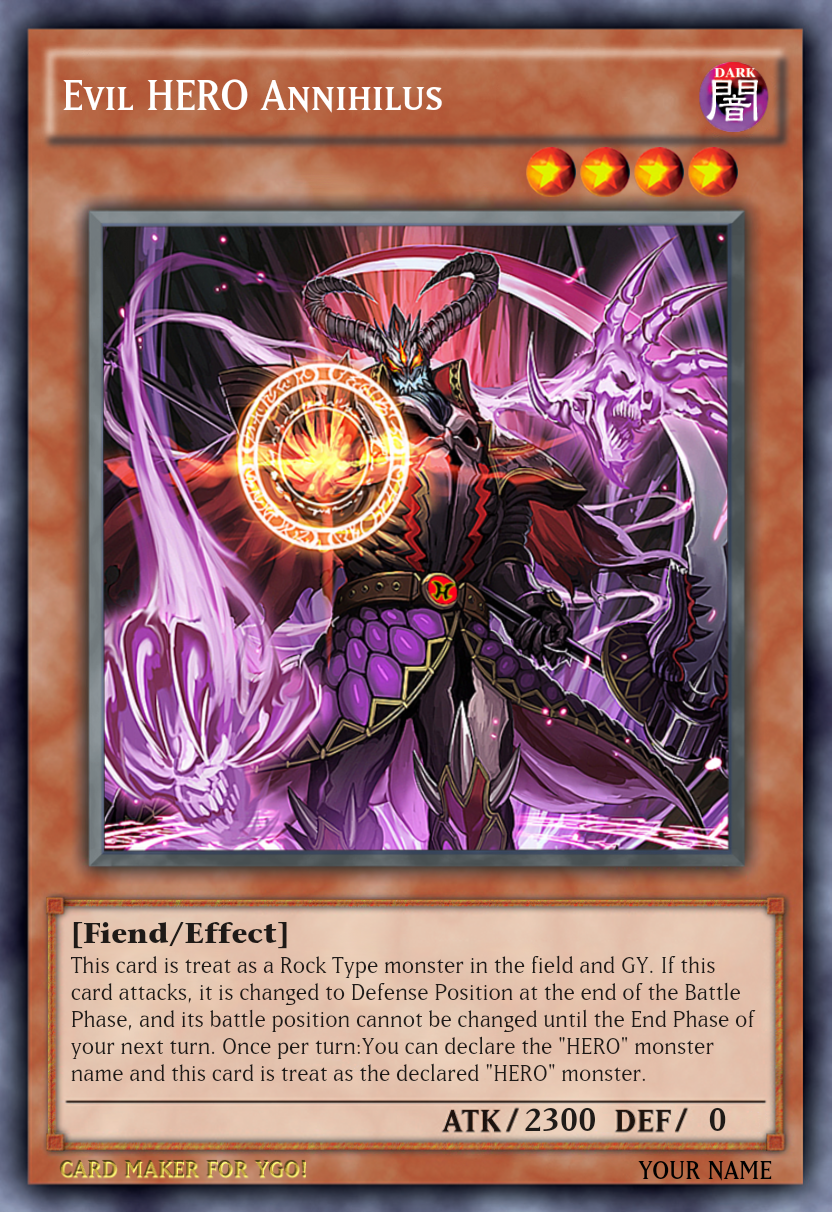 Evil HERO Annihilus
DARK
闇
[Fiend/Effect]
This card is treat as a Rock Type monster in the field and GY. If this
card attacks, it is changed to Defense Position at the end of the Battle
Phase, and its battle position cannot be changed until the End Phase of
your next turn. Once per turn:You can declare the "HERO" monster
name and this card is treat as the declared "HERO" monster.
ATK/2300 DEF/ 0
CARD MAKER FOR YGO! YOUR NAME